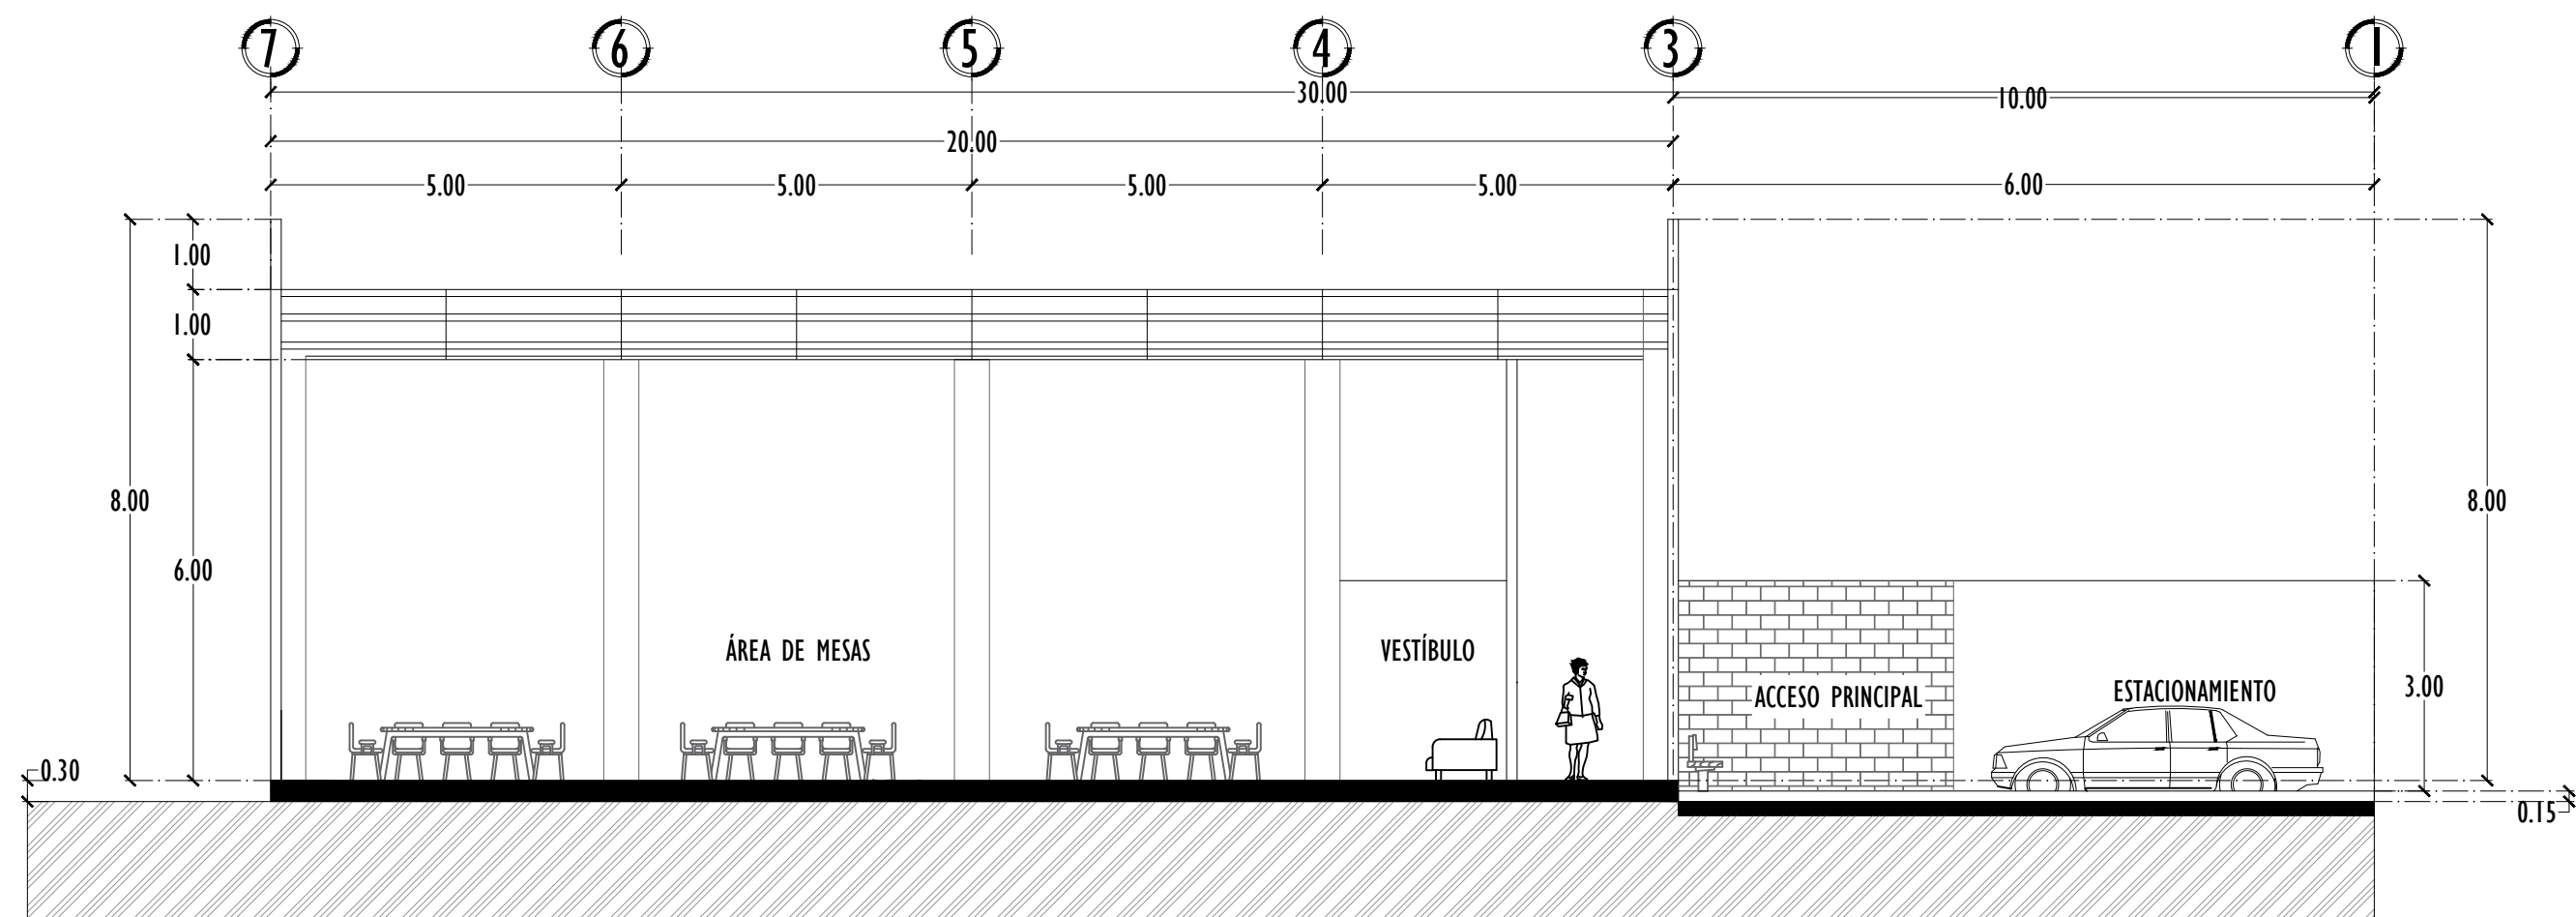 7 6 5 4 3 1
30.00
10.00
20.00
5.00 5.00 5.00 5.00 6.00
1.00
1.00
8.00
8.00
6.00
ÁREA DE MESAS
VESTÍBULO
ACCESO PRINCIPAL
ESTACIONAMIENTO
3.00
0.30
0.15